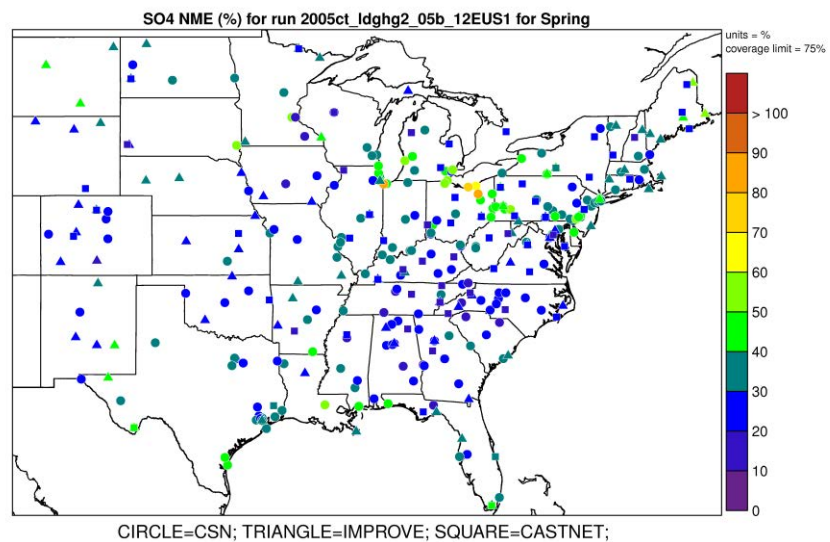 SO4 NME (%) for run 2005ct_ldghg2_05b_12EUS1 for Spring
units = %
coverage limit = 75%
> 100
90
80
70
60
50
40
30
20
10
0
CIRCLE=CSN; TRIANGLE=IMPROVE; SQUARE=CASTNET;